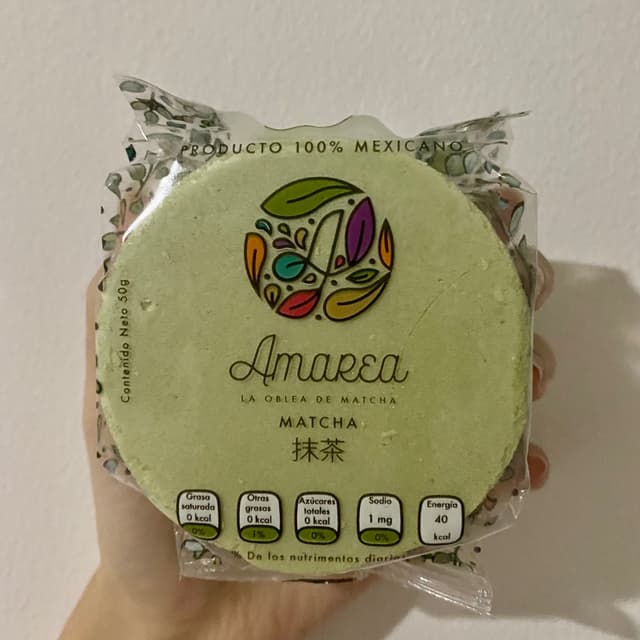 PRODUCTO 100% MEXICANO
Contenido Neto 50g
A
Amarea
LA OBLEA DE MATCHA
MATCHA
抹茶
Grasa saturada 0 kcal 0%
Otras grasas 0 kcal 1%
Azúcares totales 0 kcal 0%
Sodio 1 mg 0%
Energía 40 kcal
% De los nutrimentos diarios